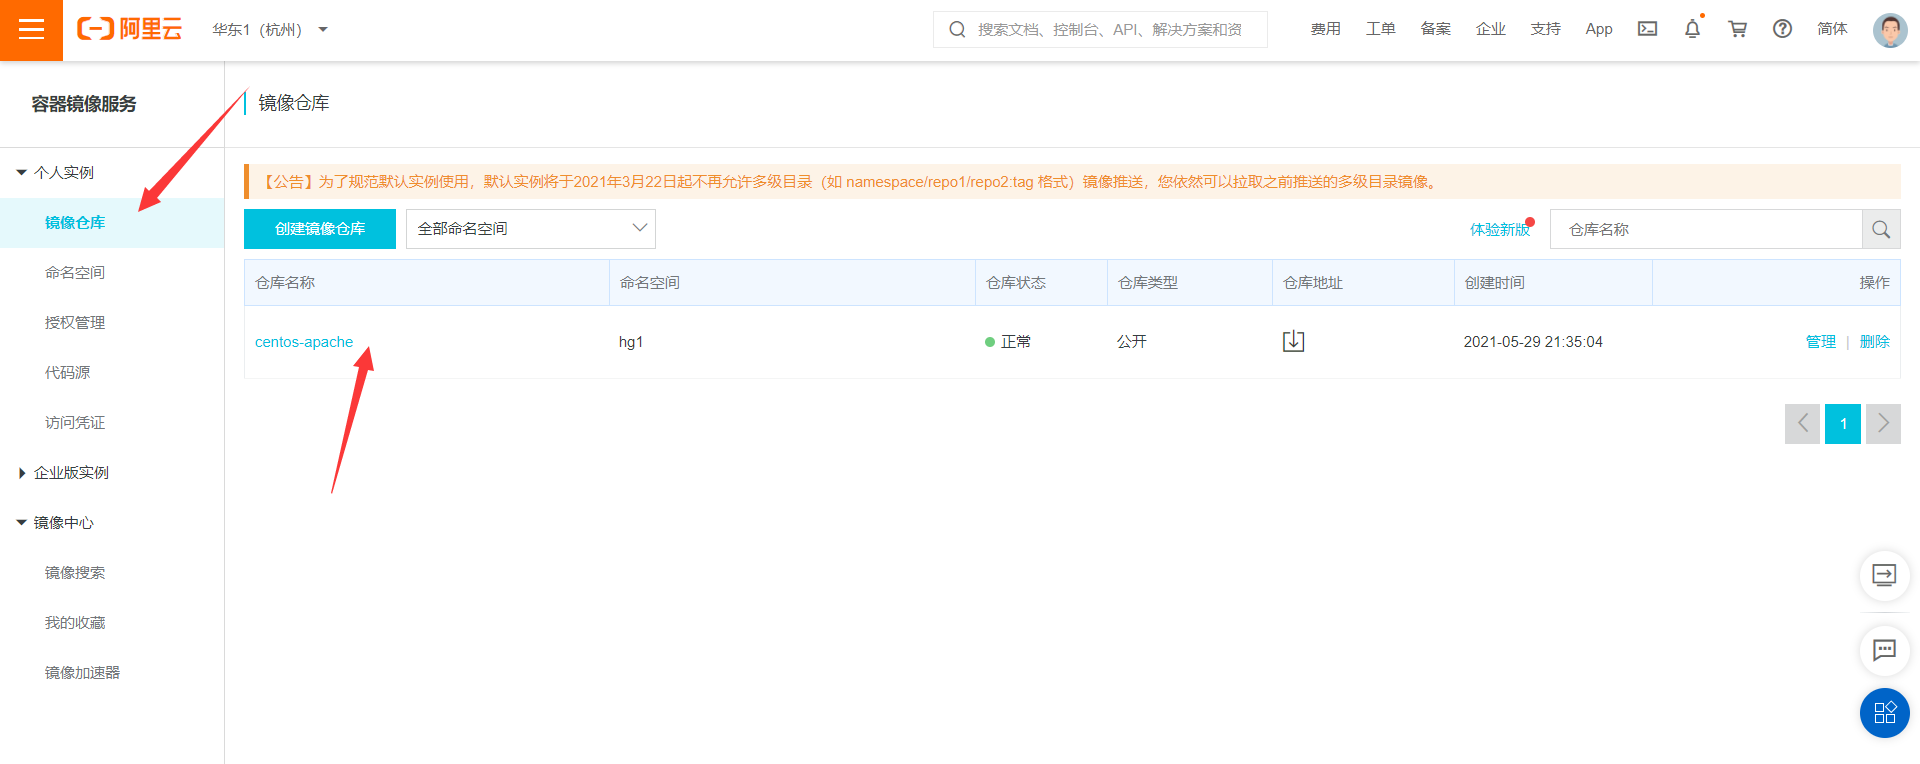 阿里云
华东1（杭州）
搜索文档、控制台、API、解决方案和资
费用 工单 备案 企业 支持 App 简体
容器镜像服务
个人实例
镜像仓库
命名空间
授权管理
代码源
访问凭证
企业版实例
镜像中心
镜像搜索
我的收藏
镜像加速器
镜像仓库
【公告】为了规范默认实例使用，默认实例将于2021年3月22日起不再允许多级目录（如 namespace/repo1/repo2:tag 格式）镜像推送，您依然可以拉取之前推送的多级目录镜像。
创建镜像仓库 全部命名空间 体验新版 仓库名称
仓库名称 命名空间 仓库状态 仓库类型 仓库地址 创建时间 操作
centos-apache hg1 正常 公开 2021-05-29 21:35:04 管理 | 删除
1